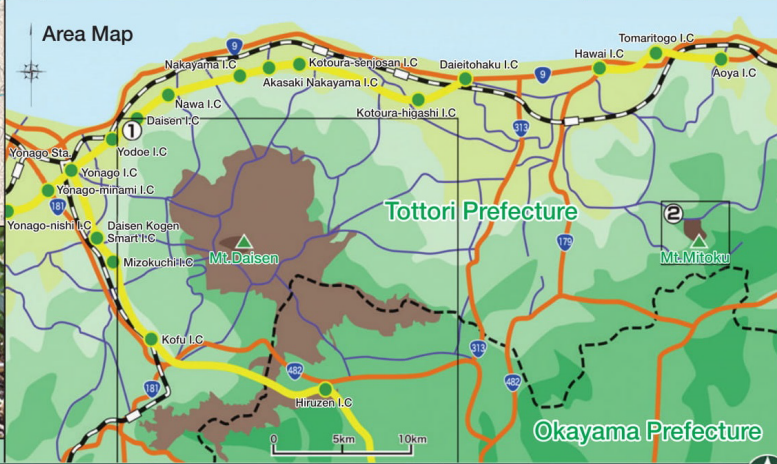 Area Map
9
Tomaritogo I.C
Nakayama I.C
Kotoura-senjosan I.C
Daieitohaku I.C
9
Hawai I.C
Aoya I.C
Akasaki Nakayama I.C
Nawa I.C
Kotoura-higashi I.C
Daisen I.C
①
313
Yonago Sta.
Yodoe I.C
Yonago I.C
Yonago-minami I.C
181
Tottori Prefecture
②
Yonago-nishi I.C
Daisen Kogen
Smart I.C
179
Mt.Daisen
Mt.Mitoku
Mizokuchi I.C
Kofu I.C
313
482
181
482
Hiruzen I.C
Okayama Prefecture
0
5km
10km